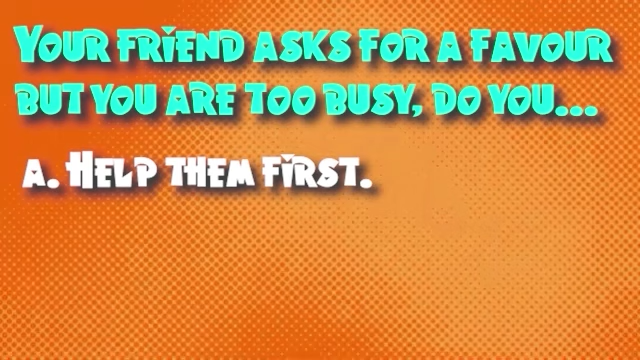 Your friend asks for a favour
but you are too busy, do you...
a. Help them first.